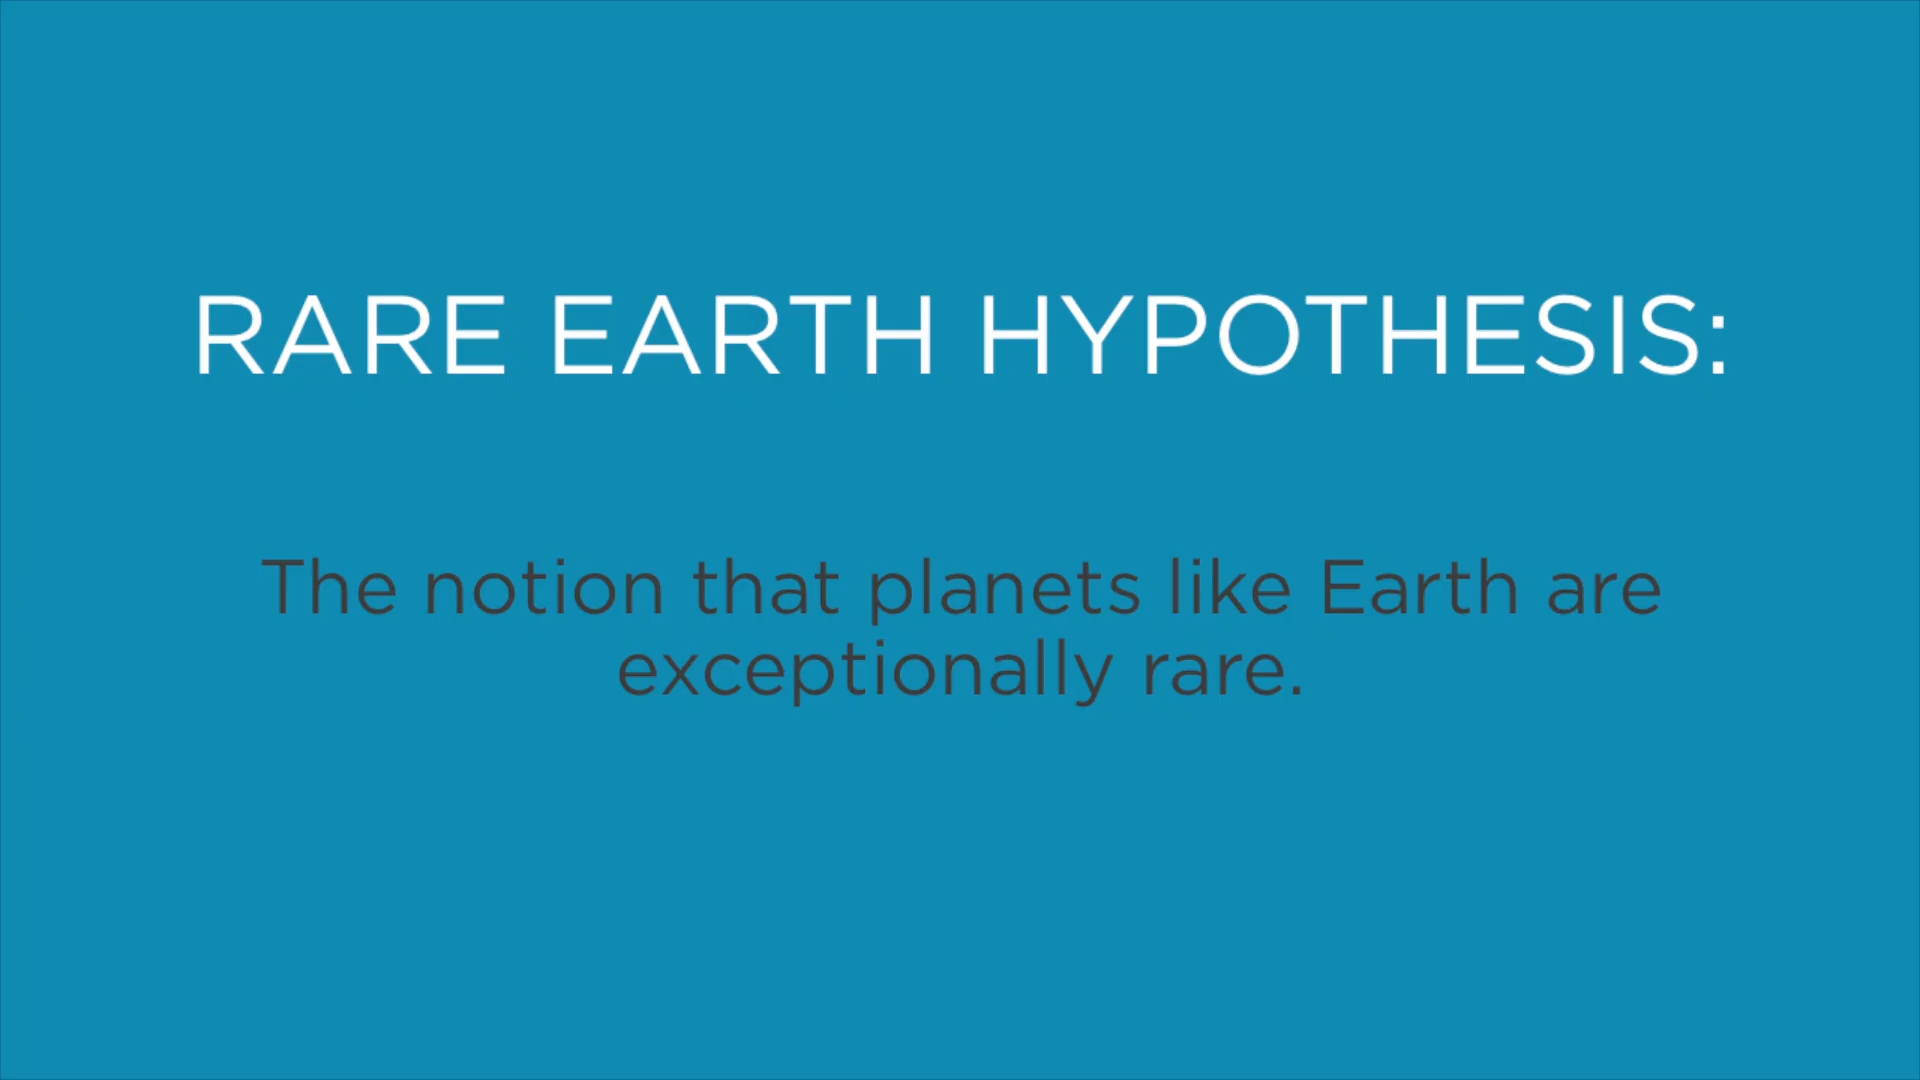 RARE EARTH HYPOTHESIS:
The notion that planets like Earth are
exceptionally rare.